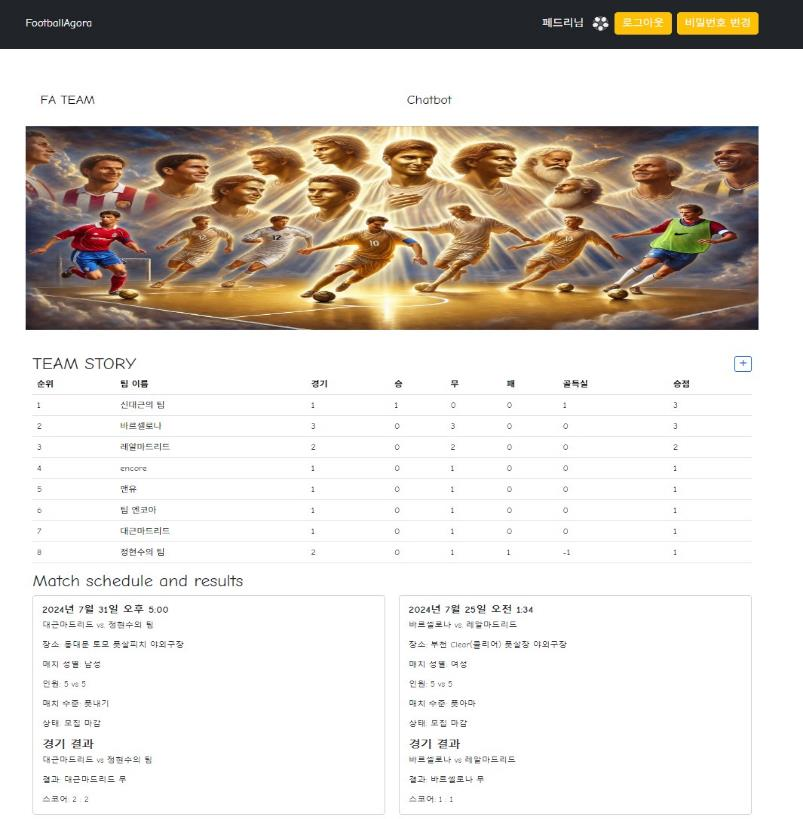 FootballAgora
페드리님 로그아웃 비밀번호 변경
FA TEAM Chatbot
12 10 13
TEAM STORY +
순위 팀 이름 경기 승 무 패 골득실 승점
1 신대근의 팀 1 1 0 0 1 3
2 바르셀로나 3 0 3 0 0 3
3 레알마드리드 2 0 2 0 0 2
4 encore 1 0 1 0 0 1
5 맨유 1 0 1 0 0 1
6 팀 엔코아 1 0 1 0 0 1
7 대근마드리드 1 0 1 0 0 1
8 정현수의 팀 2 0 1 1 -1 1
Match schedule and results
2024년 7월 31일 오후 5:00
대근마드리드 vs. 정현수의 팀
장소: 동대문 토모 풋살피치 야외구장
매치 성별: 남성
인원: 5 vs 5
매치 수준: 풋내기
상태: 모집 마감
경기 결과
대근마드리드 vs 정현수의 팀
결과: 대근마드리드 무
스코어: 2 : 2
2024년 7월 25일 오전 1:34
바르셀로나 vs. 레알마드리드
장소: 부천 Clear(클리어) 풋살장 야외구장
매치 성별: 여성
인원: 5 vs 5
매치 수준: 풋아마
상태: 모집 마감
경기 결과
바르셀로나 vs 레알마드리드
결과: 바르셀로나 무
스코어: 1 : 1